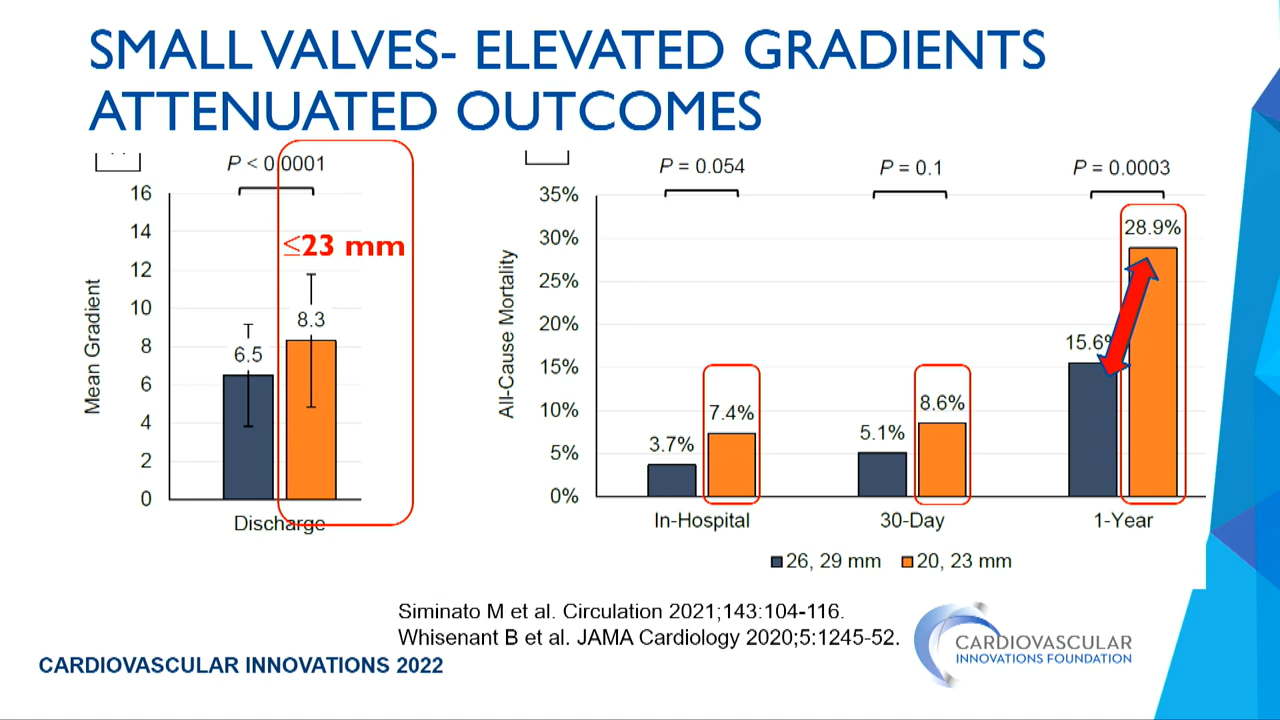 SMALL VALVES- ELEVATED GRADIENTS
ATTENUATED OUTCOMES
P < 0.0001
16
14
12
10
8
6
4
2
0
Mean Gradient
≤23 mm
6.5
8.3
Discharge
P = 0.054
P = 0.1
P = 0.0003
35%
30%
25%
20%
15%
10%
5%
0%
All-Cause Mortality
3.7%
7.4%
5.1%
8.6%
15.6%
28.9%
In-Hospital
30-Day
1-Year
26, 29 mm
20, 23 mm
Siminato M et al. Circulation 2021;143:104-116.
Whisenant B et al. JAMA Cardiology 2020;5:1245-52.
CARDIOVASCULAR INNOVATIONS 2022
CARDIOVASCULAR
INNOVATIONS FOUNDATION